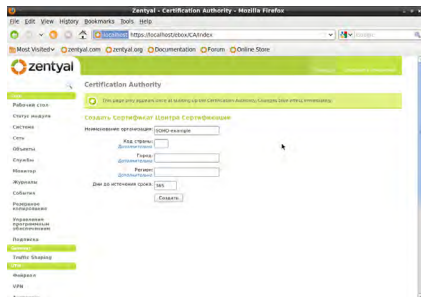 Zentyal - Certification Authority - Mozilla Firefox
File Edit View History Bookmarks Tools Help
localhost https://localhost/ebox/CA/Index
Most Visited Zentyal.com Zentyal.org Documentation Forum Online Store
zentyal
Certification Authority
Создать Сертификат Центра Сертификации
Наименование организации: SOHO-example
Код страны:
Дополнительно
Город:
Дополнительно
Регион:
Дополнительно
Дни до истечения срока: 365
Создать
Рабочий стол
Статус модуля
Система
Сеть
Объекты
Службы
Монитор
Журналы
События
Резервное
копирование
Управление
программным
обеспечением
Подписка
Traffic Shaping
Файрвол
VPN